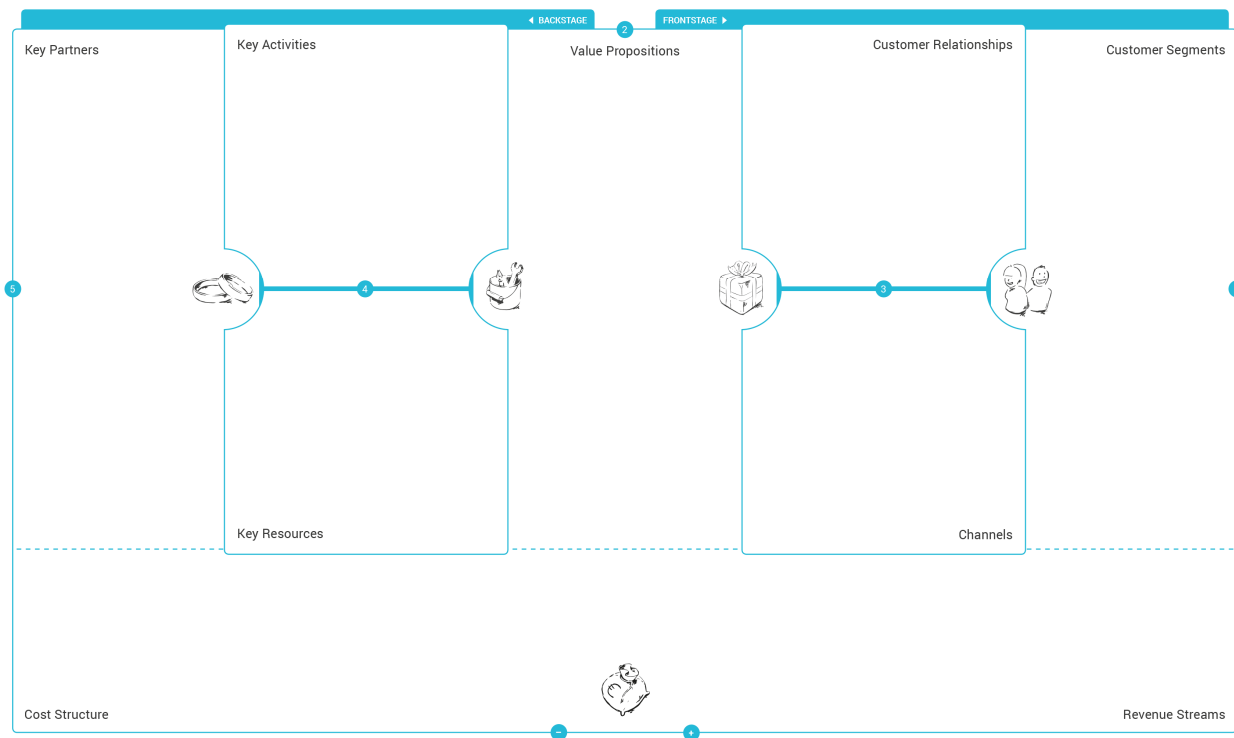 BACKSTAGE
FRONTSTAGE
2
Key Partners
Key Activities
Value Propositions
Customer Relationships
Customer Segments
5
4
3
Key Resources
Channels
Cost Structure
Revenue Streams
-
+